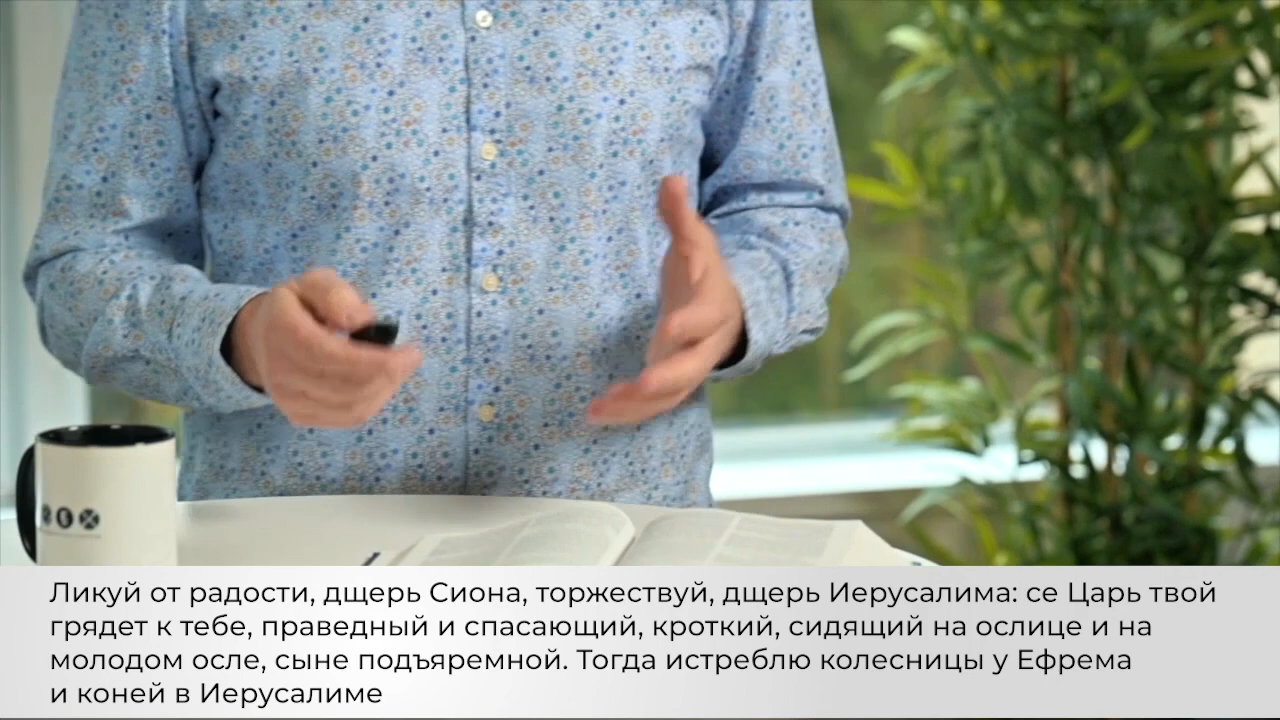 Ликуй от радости, дщерь Сиона, торжествуй, дщерь Иерусалима: се Царь твой
грядет к тебе, праведный и спасающий, кроткий, сидящий на ослице и на
молодом осле, сыне подъяремной. Тогда истреблю колесницы у Ефрема
и коней в Иерусалиме